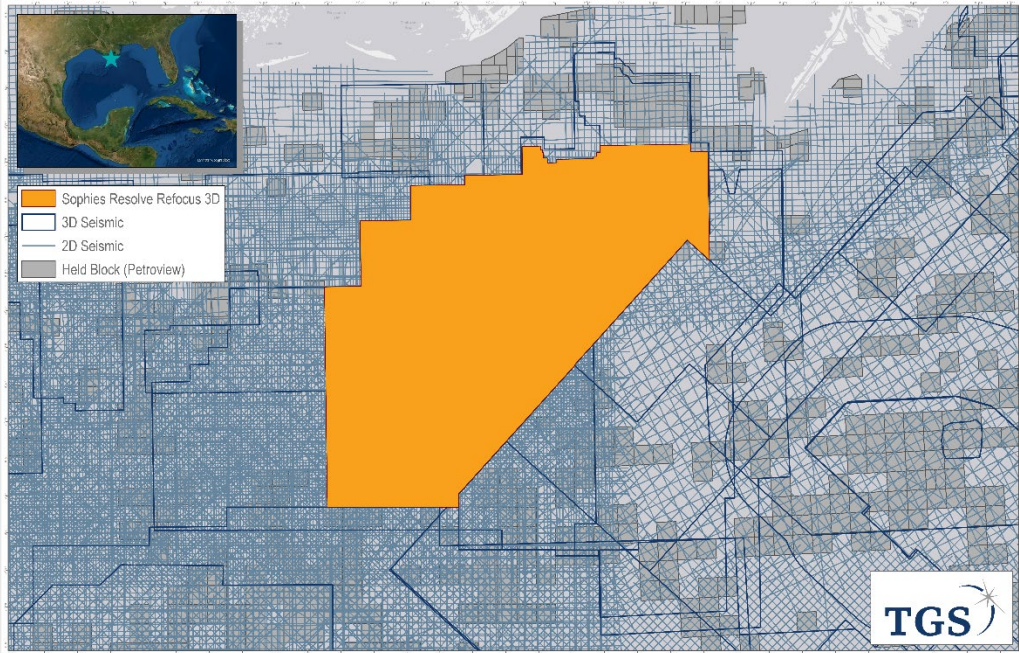 Sophies Resolve Refocus 3D
3D Seismic
2D Seismic
Held Block (Petroview)
TGS